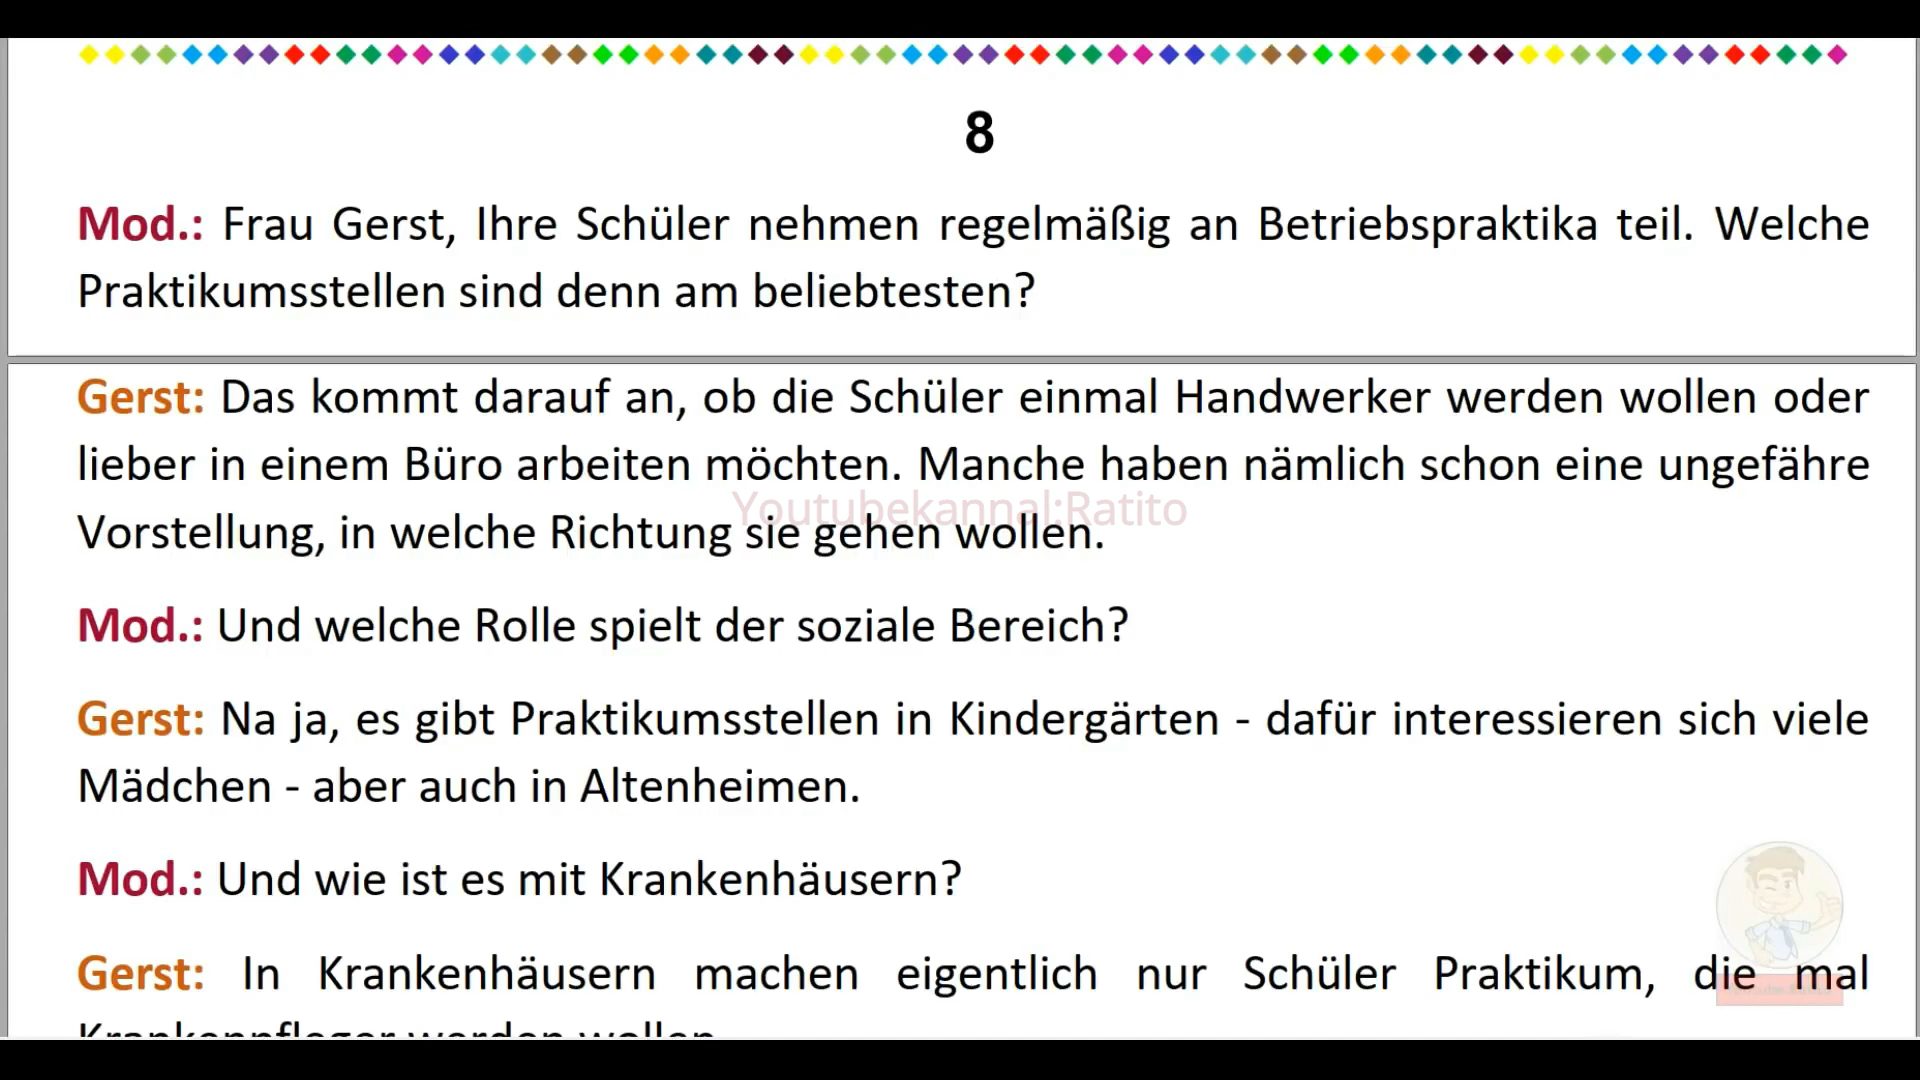 8
Mod.: Frau Gerst, Ihre Schüler nehmen regelmäßig an Betriebspraktika teil. Welche
Praktikumsstellen sind denn am beliebtesten?
Gerst: Das kommt darauf an, ob die Schüler einmal Handwerker werden wollen oder
lieber in einem Büro arbeiten möchten. Manche haben nämlich schon eine ungefähre
Youtubekannal:Ratito
Vorstellung, in welche Richtung sie gehen wollen.
Mod.: Und welche Rolle spielt der soziale Bereich?
Gerst: Na ja, es gibt Praktikumsstellen in Kindergärten - dafür interessieren sich viele
Mädchen - aber auch in Altenheimen.
Mod.: Und wie ist es mit Krankenhäusern?
Gerst: In Krankenhäusern machen eigentlich nur Schüler Praktikum, die mal
Krankenpfleger werden wollen